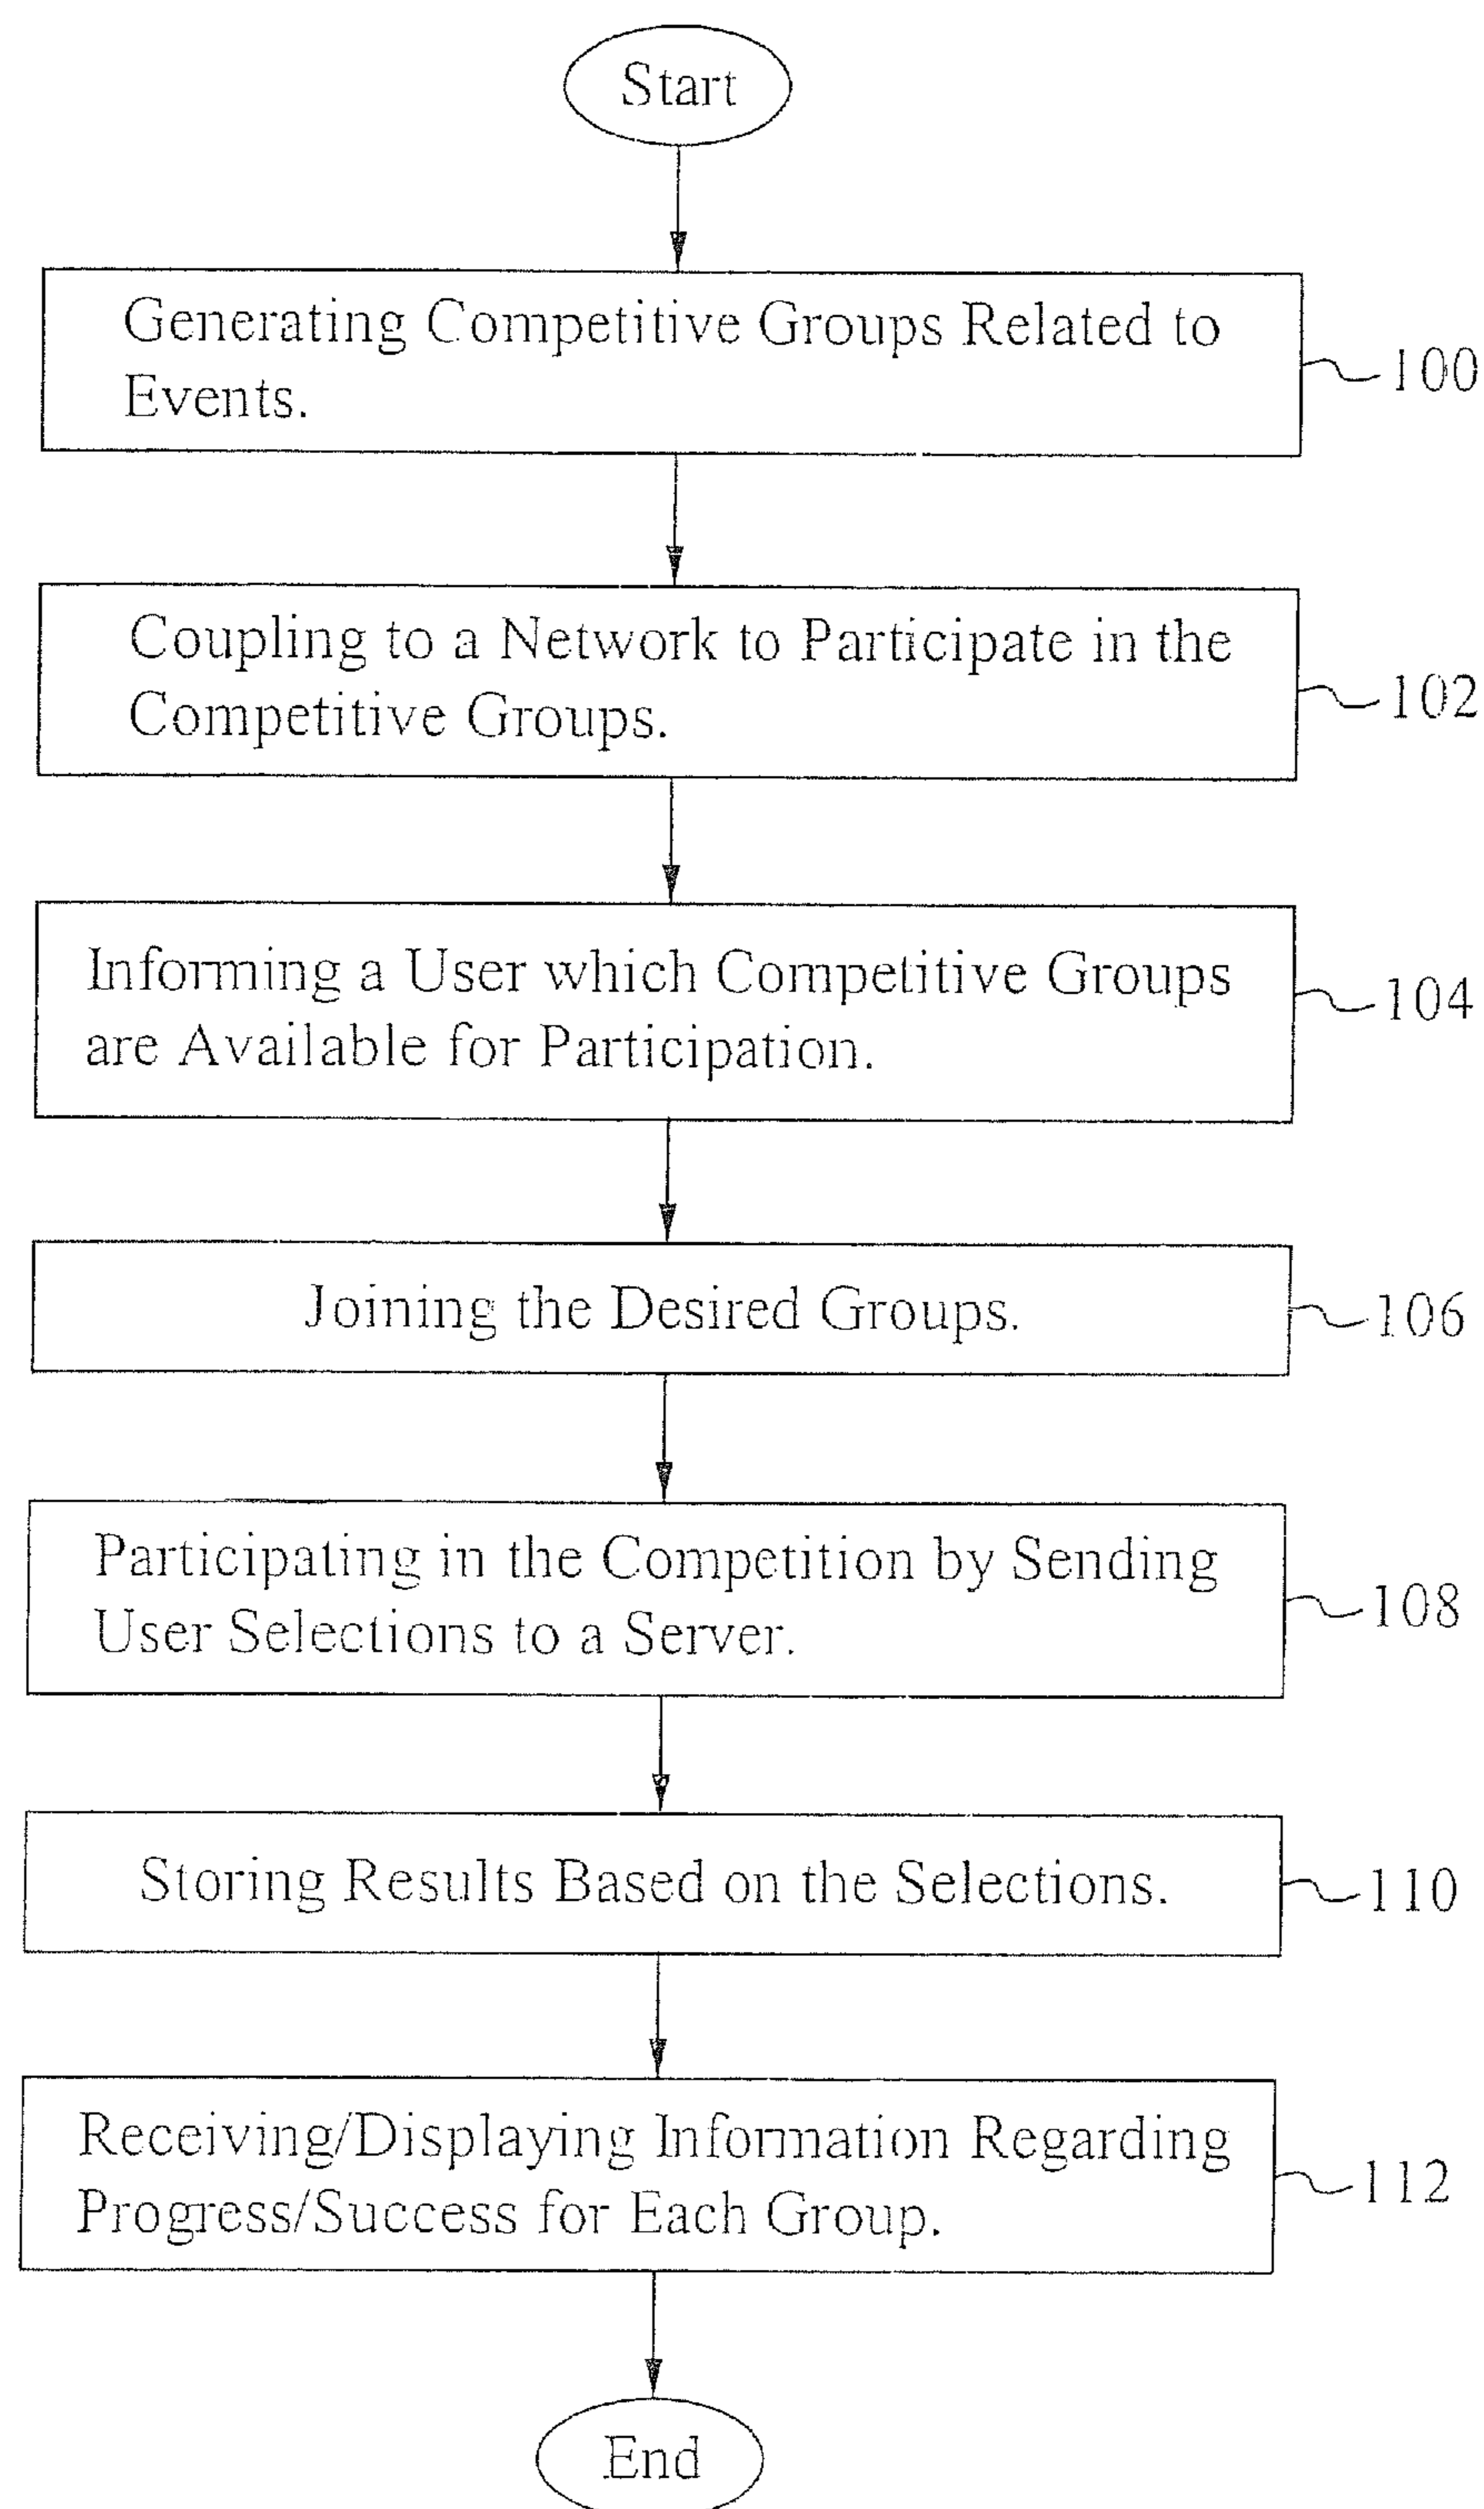 Start
Generating Competitive Groups Related to
Events.
100
Coupling to a Network to Participate in the
Competitive Groups.
102
Informing a User which Competitive Groups
are Available for Participation.
104
Joining the Desired Groups.
106
Participating in the Competition by Sending
User Selections to a Server.
108
Storing Results Based on the Selections.
110
Receiving/Displaying Information Regarding
Progress/Success for Each Group.
112
End